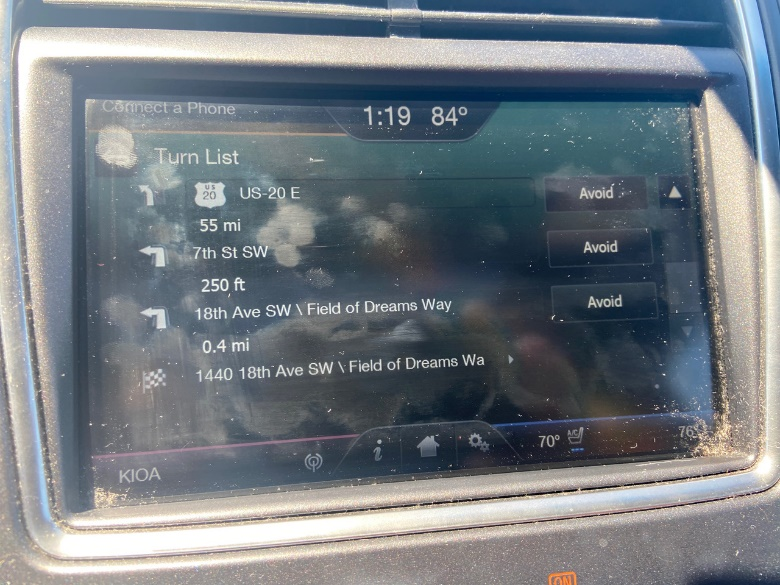 Connect a Phone
1:19 84°
Turn List
US 20 US-20 E Avoid
55 mi
7th St SW Avoid
250 ft
18th Ave SW \ Field of Dreams Way Avoid
0.4 mi
1440 18th Ave SW \ Field of Dreams Wa
70° 76°
KIOA
ON